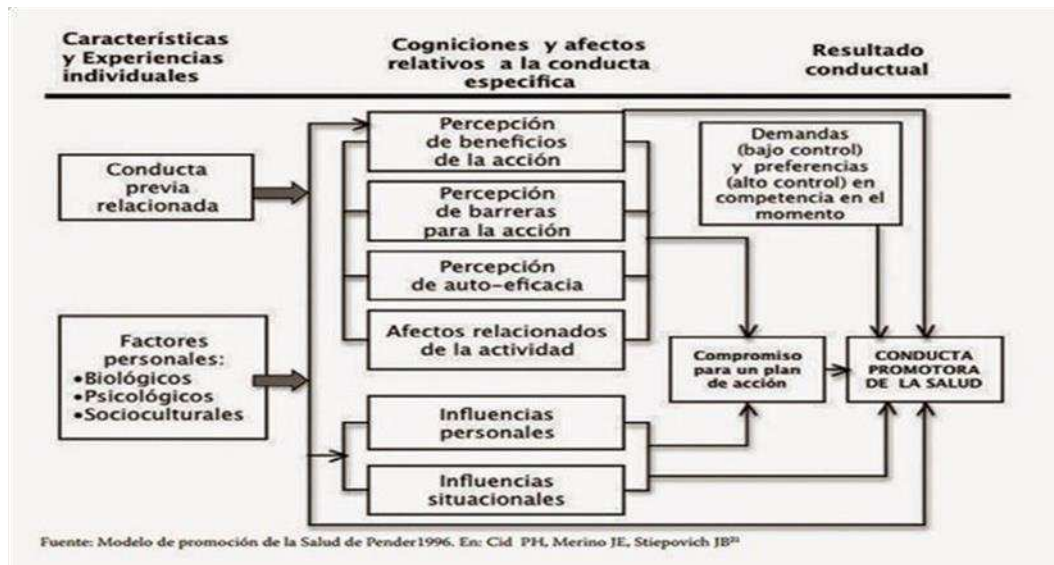 Características
y Experiencias
individuales
Cogniciones y afectos
relativos a la conducta
especifica
Resultado
conductual
Conducta
previa
relacionada
Factores
personales:
•Biológicos
•Psicológicos
•Socioculturales
Percepción
de beneficios
de la acción
Percepción
de barreras
para la acción
Percepción
de auto-eficacia
Afectos relacionados
de la actividad
Influencias
personales
Influencias
situacionales
Demandas
(bajo control)
y preferencias
(alto control) en
competencia en el
momento
Compromiso
para un plan
de acción
CONDUCTA
PROMOTORA
DE LA SALUD
Fuente: Modelo de promoción de la Salud de Pender1996. En: Cid PH, Merino JE, Stiepovich JB²¹